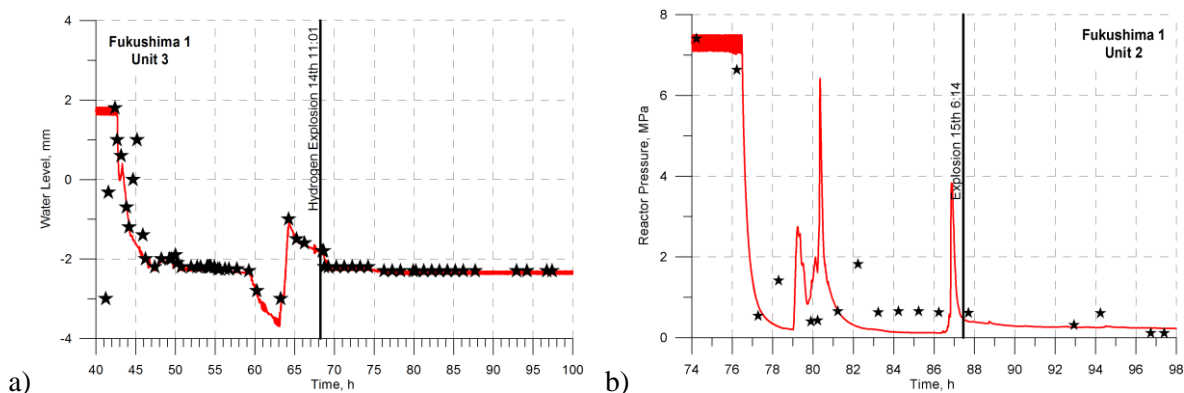 Fukushima 1
Unit 3
Hydrogen Explosion 14th 11:01
Water Level, mm
4
2
0
-2
-4
40 45 50 55 60 65 70 75 80 85 90 95 100
Time, h
a)
Fukushima 1
Unit 2
Explosion 15th 6:14
Reactor Pressure, MPa
8
6
4
2
0
74 76 78 80 82 84 86 88 90 92 94 96 98
Time, h
b)